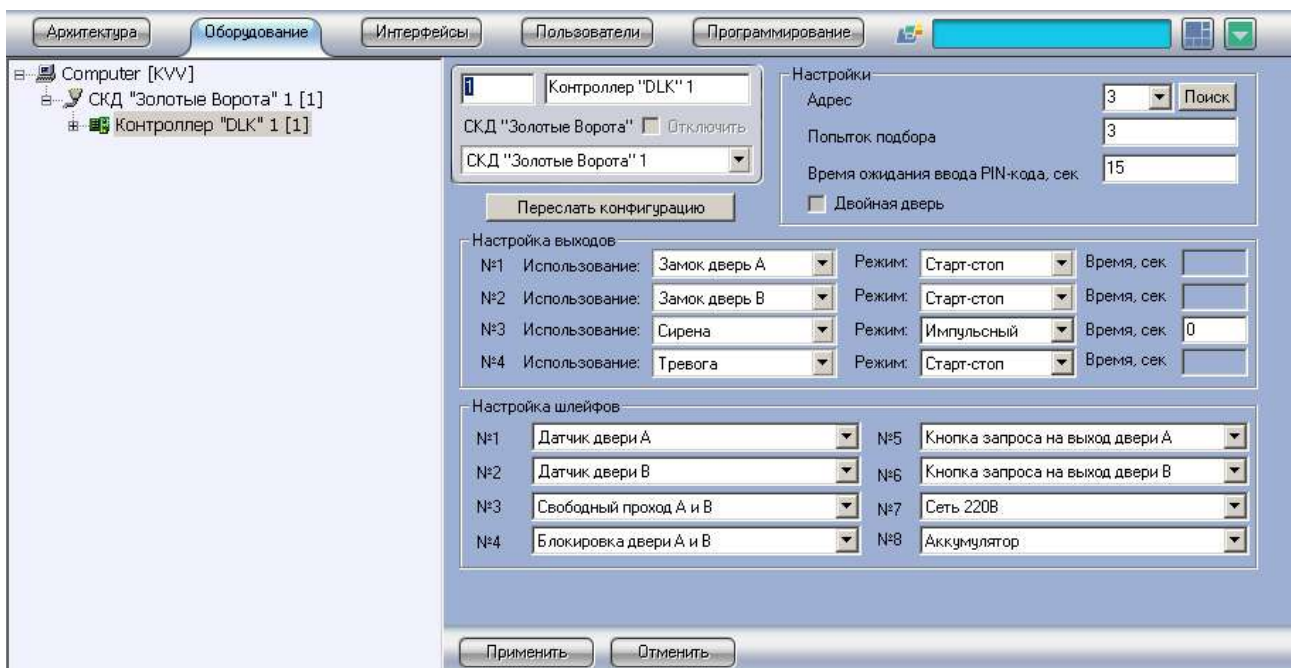 Архитектура Оборудование Интерфейсы Пользователи Программирование
Computer [KVV]
СКД "Золотые Ворота" 1 [1]
Контроллер "DLK" 1 [1]
1 Контроллер "DLK" 1
СКД "Золотые Ворота" Отключить
СКД "Золотые Ворота" 1
Переслать конфигурацию
Настройки
Адрес 3 Поиск
Попыток подбора 3
Время ожидания ввода PIN-кода, сек 15
Двойная дверь
Настройка выходов
№1 Использование: Замок дверь А Режим: Старт-стоп Время, сек
№2 Использование: Замок дверь В Режим: Старт-стоп Время, сек
№3 Использование: Сирена Режим: Импульсный Время, сек 0
№4 Использование: Тревога Режим: Старт-стоп Время, сек
Настройка шлейфов
№1 Датчик двери А №5 Кнопка запроса на выход двери А
№2 Датчик двери В №6 Кнопка запроса на выход двери В
№3 Свободный проход А и В №7 Сеть 220В
№4 Блокировка двери А и В №8 Аккумулятор
Применить Отменить